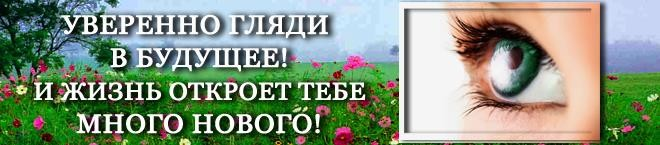 УВЕРЕННО ГЛЯДИ
В БУДУЩЕЕ!
И ЖИЗНЬ ОТКРОЕТ ТЕБЕ
МНОГО НОВОГО!